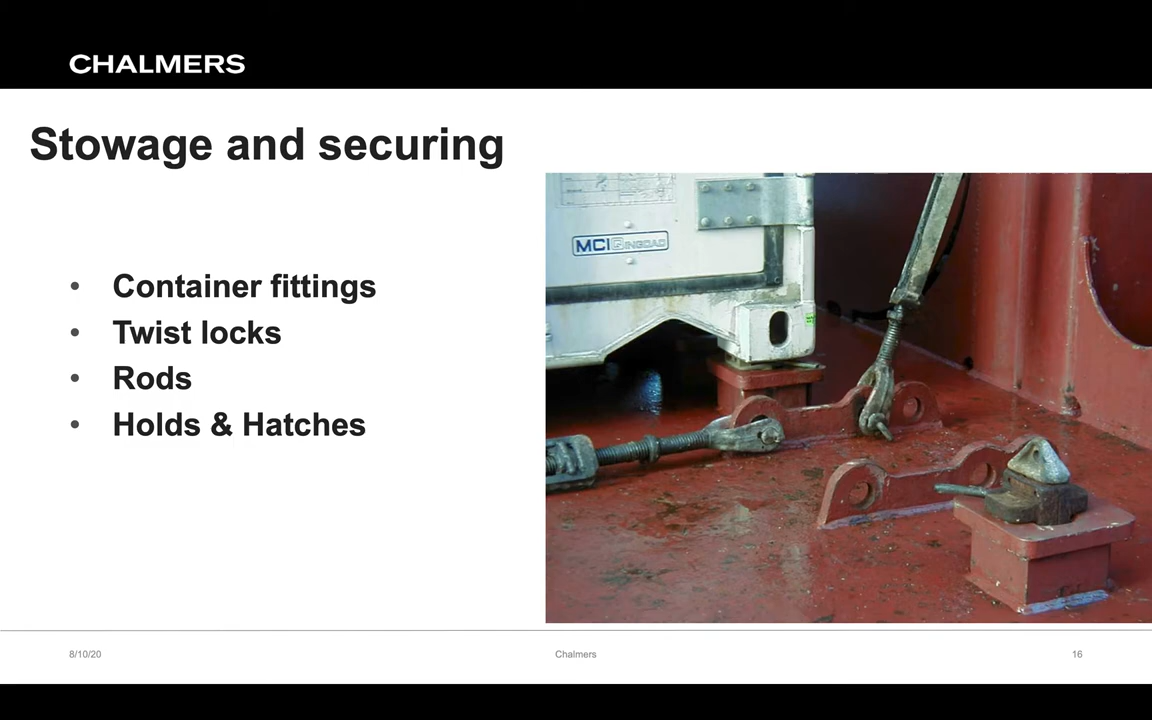 CHALMERS
Stowage and securing
• Container fittings
• Twist locks
• Rods
• Holds & Hatches
MCI QINGDAO
8/10/20
Chalmers
16